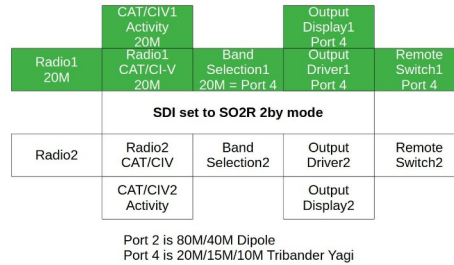 CAT/CIV1
Activity
20M
Output
Display1
Port 4
Radio1
20M
Radio1
CAT/CI-V
20M
Band
Selection1
20M = Port 4
Output
Driver1
Port 4
Remote
Switch1
Port 4
SDI set to SO2R 2by mode
Radio2
Radio2
CAT/CIV
Band
Selection2
Output
Driver2
Remote
Switch2
CAT/CIV2
Activity
Output
Display2
Port 2 is 80M/40M Dipole
Port 4 is 20M/15M/10M Tribander Yagi